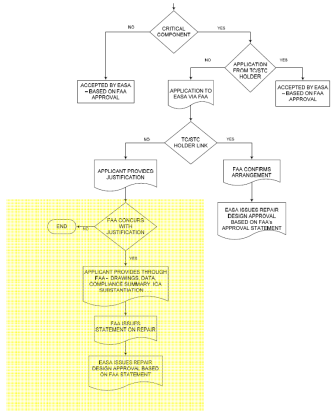 NO
YES
CRITICAL
COMPONENT
APPLICATION
FROM TC/STC
HOLDER
NO
YES
ACCEPTED BY EASA
– BASED ON FAA
APPROVAL
APPLICATION TO
EASA VIA FAA
ACCEPTED BY EASA
– BASED ON FAA
APPROVAL
TC/STC
HOLDER LINK
NO
YES
APPLICANT PROVIDES
JUSTIFICATION
FAA CONFIRMS
ARRANGEMENT
EASA ISSUES REPAIR
DESIGN APPROVAL
BASED ON FAA's
APPROVAL STATEMENT
FAA CONCURS
WITH
JUSTIFICATION
END
NO
YES
APPLICANT PROVIDES THROUGH
FAA – DRAWINGS, DATA,
COMPLIANCE SUMMARY, ICA
SUBSTANTIATION . . .
FAA ISSUES
STATEMENT ON REPAIR
EASA ISSUES REPAIR
DESIGN APPROVAL BASED
ON FAA STATEMENT